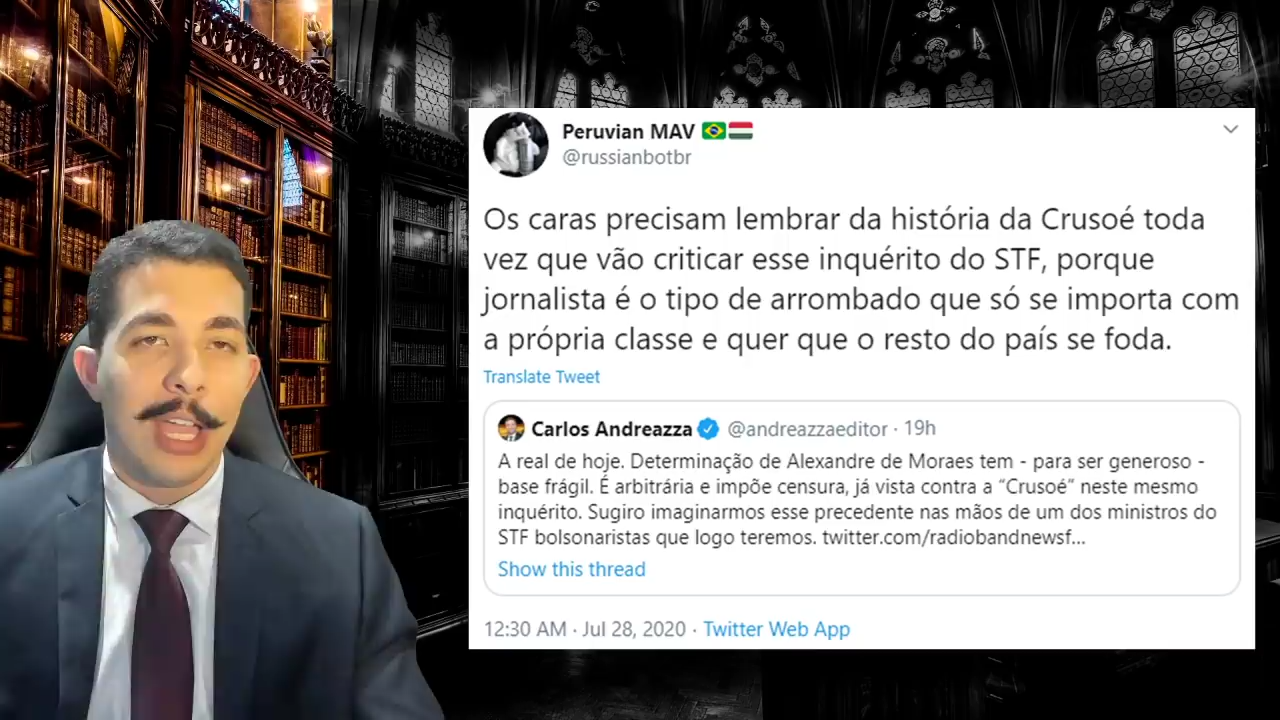 Peruvian MAV 🇧🇷🇭🇺
@russianbotbr
Os caras precisam lembrar da história da Crusoé toda
vez que vão criticar esse inquérito do STF, porque
jornalista é o tipo de arrombado que só se importa com
a própria classe e quer que o resto do país se foda.
Translate Tweet
Carlos Andreazza @andreazzaeditor · 19h
A real de hoje. Determinação de Alexandre de Moraes tem - para ser generoso -
base frágil. É arbitrária e impõe censura, já vista contra a “Crusoé” neste mesmo
inquérito. Sugiro imaginarmos esse precedente nas mãos de um dos ministros do
STF bolsonaristas que logo teremos. twitter.com/radiobandnewsf...
Show this thread
12:30 AM · Jul 28, 2020 · Twitter Web App